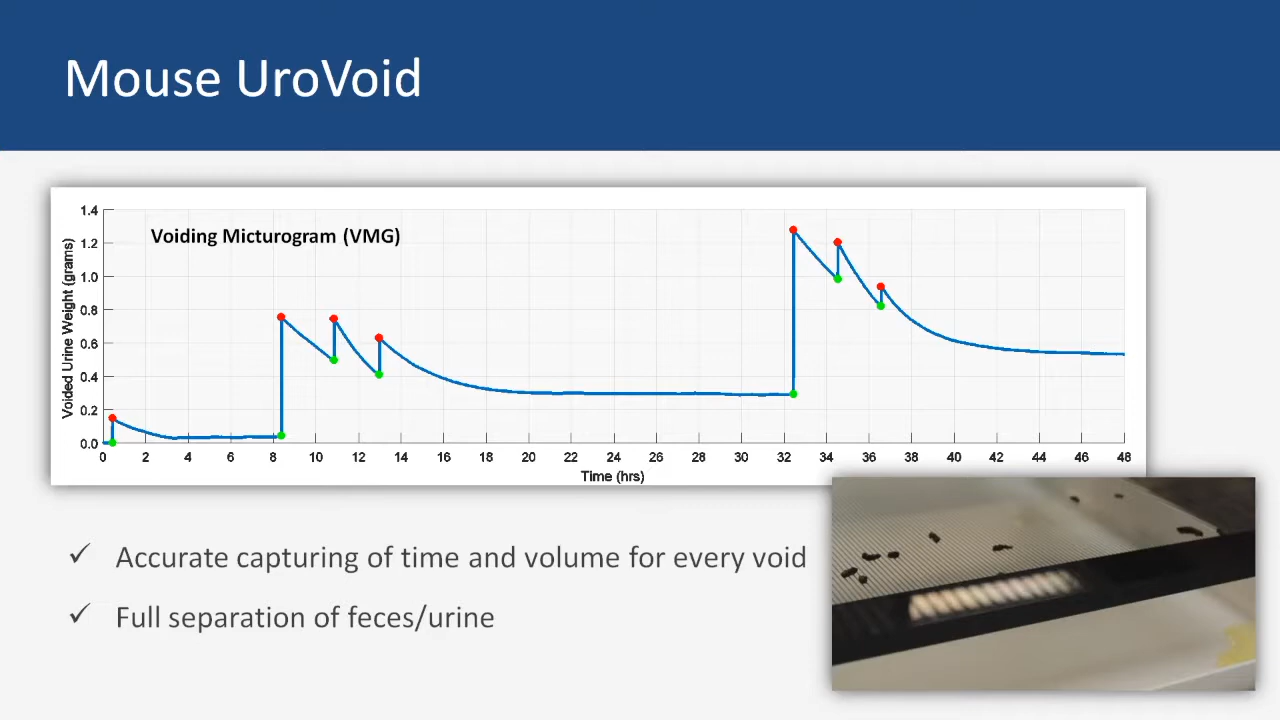 Mouse UroVoid
Voiding Micturogram (VMG)
Voided Urine Weight (grams)
1.4
1.2
1.0
0.8
0.6
0.4
0.2
0.0
0 2 4 6 8 10 12 14 16 18 20 22 24 26 28 30 32 34 36 38 40 42 44 46 48
Time (hrs)
✓ Accurate capturing of time and volume for every void
✓ Full separation of feces/urine